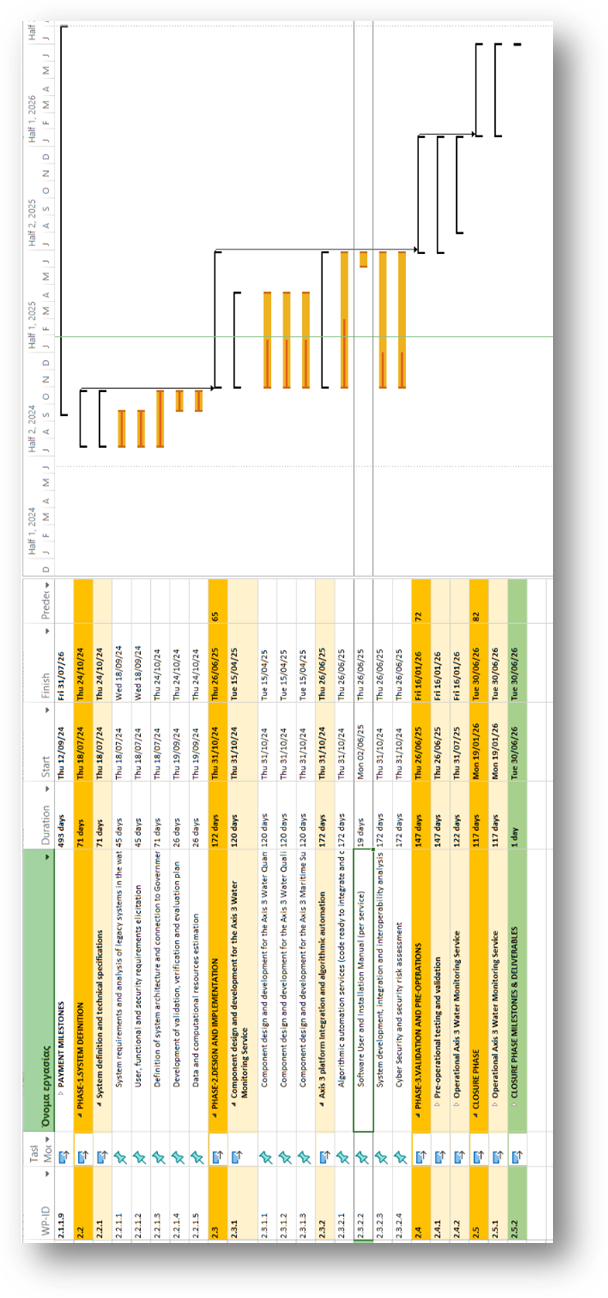 WP-ID Task Mod Όνομα εργασίας Duration Start Finish Prede
Half 1, 2024 Half 2, 2024 Half 1, 2025 Half 2, 2025 Half 1, 2026 Half
D J F M A M J J A S O N D J F M A M J J A S O N D J F M A M J J
2.1.1.9 PAYMENT MILESTONES 493 days Thu 12/09/24 Fri 31/07/26
2.2 PHASE-1.SYSTEM DEFINITION 71 days Thu 18/07/24 Thu 24/10/24
2.2.1 System definition and technical specifications 71 days Thu 18/07/24 Thu 24/10/24
2.2.1.1 System requirements and analysis of legacy systems in the wat 45 days Thu 18/07/24 Wed 18/09/24
2.2.1.2 User, functional and security requirements elicitation 45 days Thu 18/07/24 Wed 18/09/24
2.2.1.3 Definition of system architecture and connection to Governmer 71 days Thu 18/07/24 Thu 24/10/24
2.2.1.4 Development of validation, verification and evaluation plan 26 days Thu 19/09/24 Thu 24/10/24
2.2.1.5 Data and computational resources estimation 26 days Thu 19/09/24 Thu 24/10/24
2.3 PHASE-2.DESIGN AND IMPLEMENTATION 172 days Thu 31/10/24 Thu 26/06/25 65
2.3.1 Component design and development for the Axis 3 Water
Monitoring Service 120 days Thu 31/10/24 Tue 15/04/25
2.3.1.1 Component design and development for the Axis 3 Water Quan 120 days Thu 31/10/24 Tue 15/04/25
2.3.1.2 Component design and development for the Axis 3 Water Quali 120 days Thu 31/10/24 Tue 15/04/25
2.3.1.3 Component design and development for the Axis 3 Maritime Su 120 days Thu 31/10/24 Tue 15/04/25
2.3.2 Axis 3 platform Integration and algorithmic automation 172 days Thu 31/10/24 Thu 26/06/25
2.3.2.1 Algorithmic automation services (code ready to integrate and c 172 days Thu 31/10/24 Thu 26/06/25
2.3.2.2 Software User and Installation Manual (per service) 19 days Mon 02/06/25 Thu 26/06/25
2.3.2.3 System development, integration and interoperability analysis 172 days Thu 31/10/24 Thu 26/06/25
2.3.2.4 Cyber Security and security risk assessment 172 days Thu 31/10/24 Thu 26/06/25
2.4 PHASE-3.VALIDATION AND PRE-OPERATIONS 147 days Thu 26/06/25 Fri 16/01/26 72
2.4.1 Pre-operational testing and validation 147 days Thu 26/06/25 Fri 16/01/26
2.4.2 Operational Axis 3 Water Monitoring Service 122 days Thu 31/07/25 Fri 16/01/26
2.5 CLOSURE PHASE 117 days Mon 19/01/26 Tue 30/06/26 82
2.5.1 Operational Axis 3 Water Monitoring Service 117 days Mon 19/01/26 Tue 30/06/26
2.5.2 CLOSURE PHASE MILESTONES & DELIVERABLES 1 day Tue 30/06/26 Tue 30/06/26